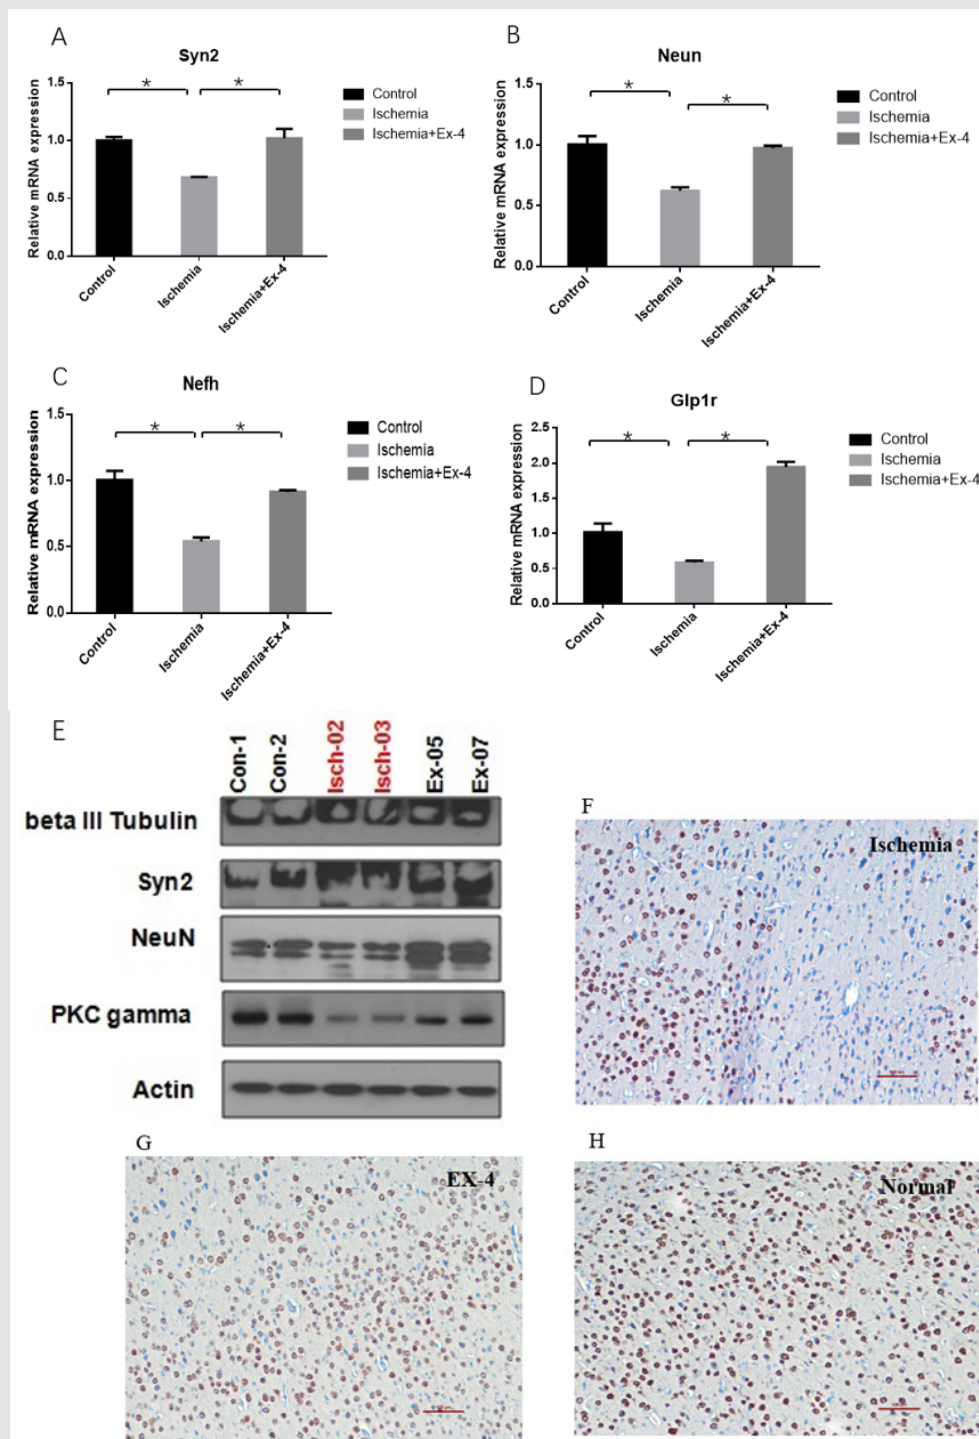 A
Syn2
Relative mRNA expression
1.5
1.0
0.5
0.0
*
*
Control
Ischemia
Ischemia+Ex-4
Control
Ischemia
Ischemia+Ex-4
B
Neun
Relative mRNA expression
1.5
1.0
0.5
0.0
*
*
Control
Ischemia
Ischemia+Ex-4
Control
Ischemia
Ischemia+Ex-4
C
Nefh
Relative mRNA expression
1.5
1.0
0.5
0.0
*
*
Control
Ischemia
Ischemia+Ex-4
Control
Ischemia
Ischemia+Ex-4
D
Glp1r
Relative mRNA expression
2.5
2.0
1.5
1.0
0.5
0.0
*
*
Control
Ischemia
Ischemia+Ex-4
Control
Ischemia
Ischemia+Ex-4
E
Con-1
Con-2
Isch-02
Isch-03
Ex-05
Ex-07
beta III Tubulin
Syn2
NeuN
PKC gamma
Actin
F
Ischemia
G
EX-4
H
Normal